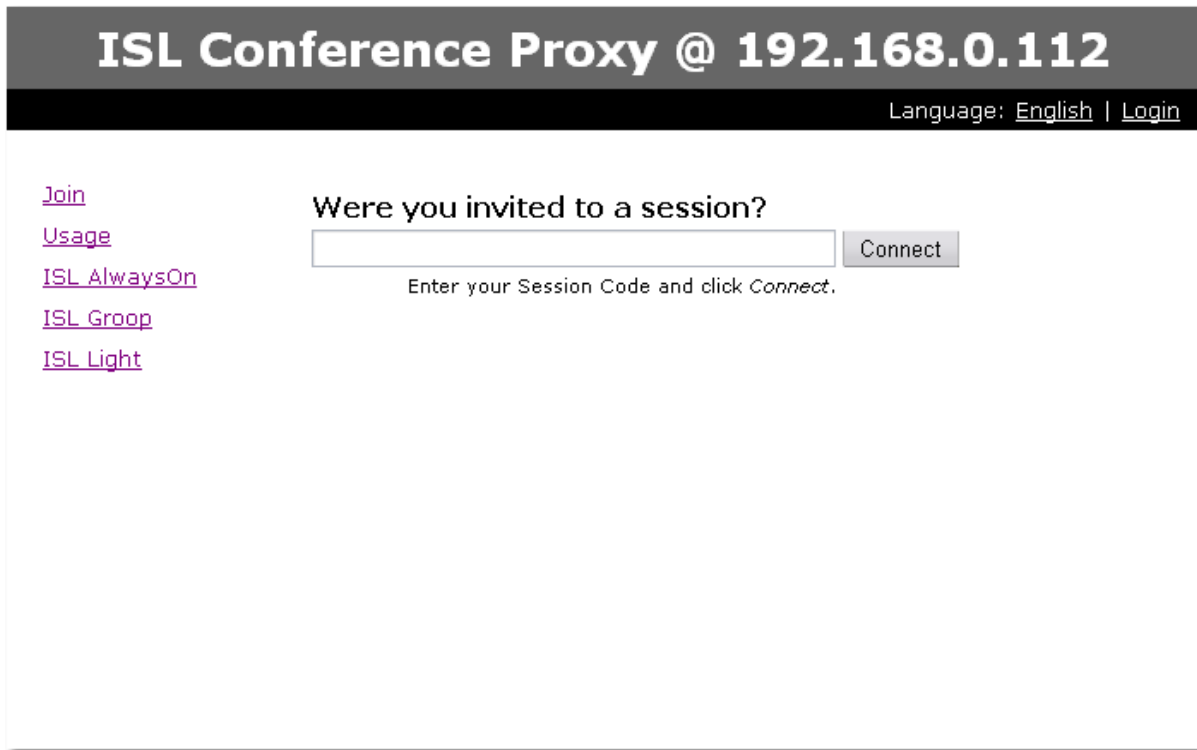 ISL Conference Proxy @ 192.168.0.112
Language: English | Login
Join
Usage
ISL AlwaysOn
ISL Groop
ISL Light
Were you invited to a session?
Connect
Enter your Session Code and click Connect.